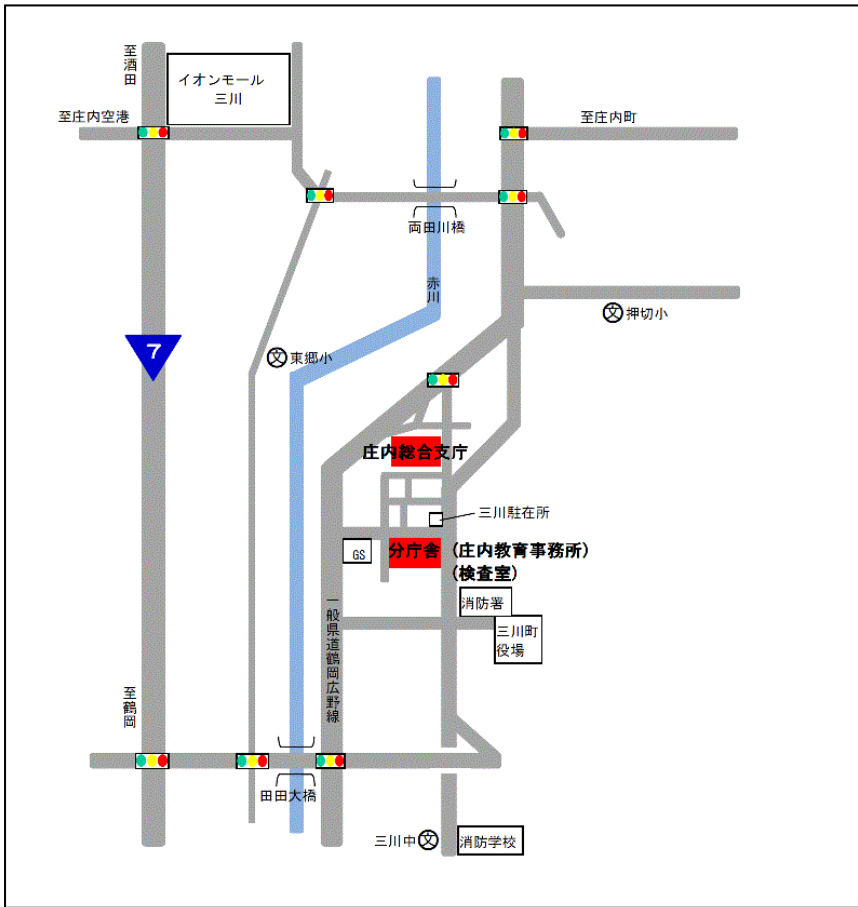 至酒田
イオンモール
三川
至庄内空港
至庄内町
両田川橋
赤川
押切小
文
7
文
東郷小
庄内総合支庁
三川駐在所
分庁舎
(庄内教育事務所)
(検査室)
GS
消防署
三川町
役場
一般県道鶴岡広野線
至鶴岡
田田大橋
三川中
文
消防学校